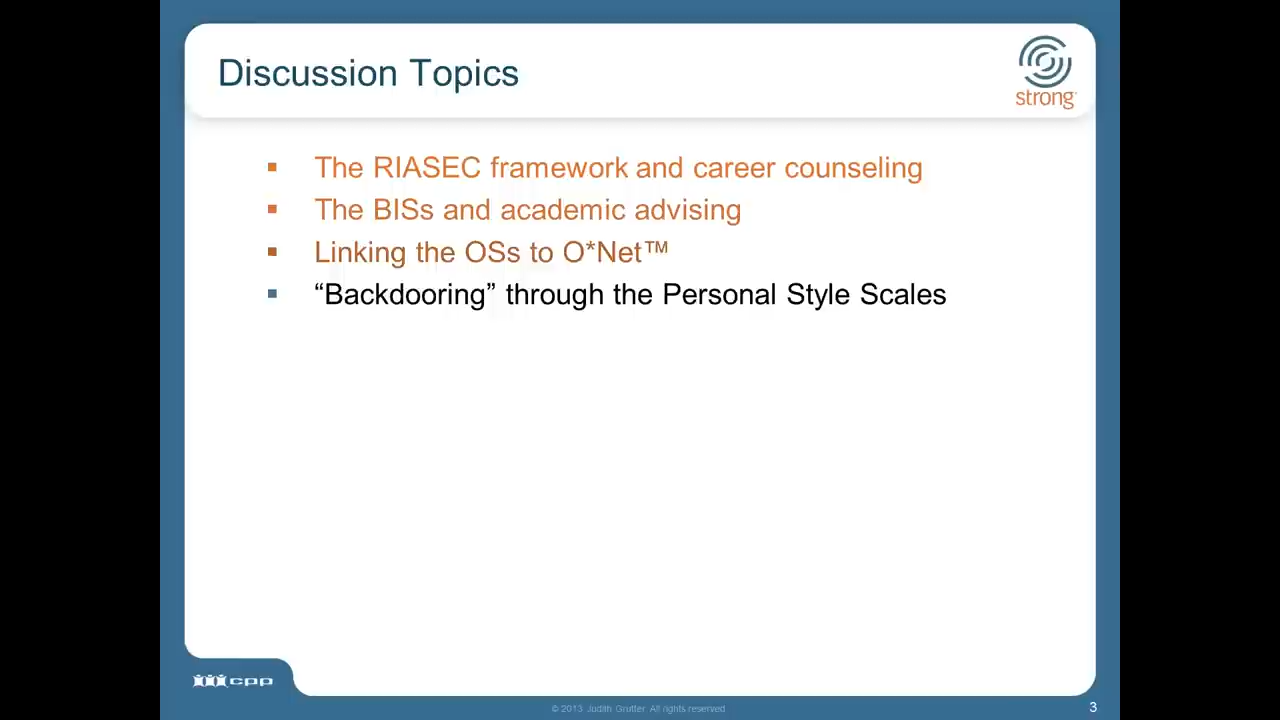 Discussion Topics
strong
The RIASEC framework and career counseling
The BISs and academic advising
Linking the OSs to O*Net™
“Backdooring” through the Personal Style Scales
cpp
© 2013 Judith Grutter. All rights reserved
3